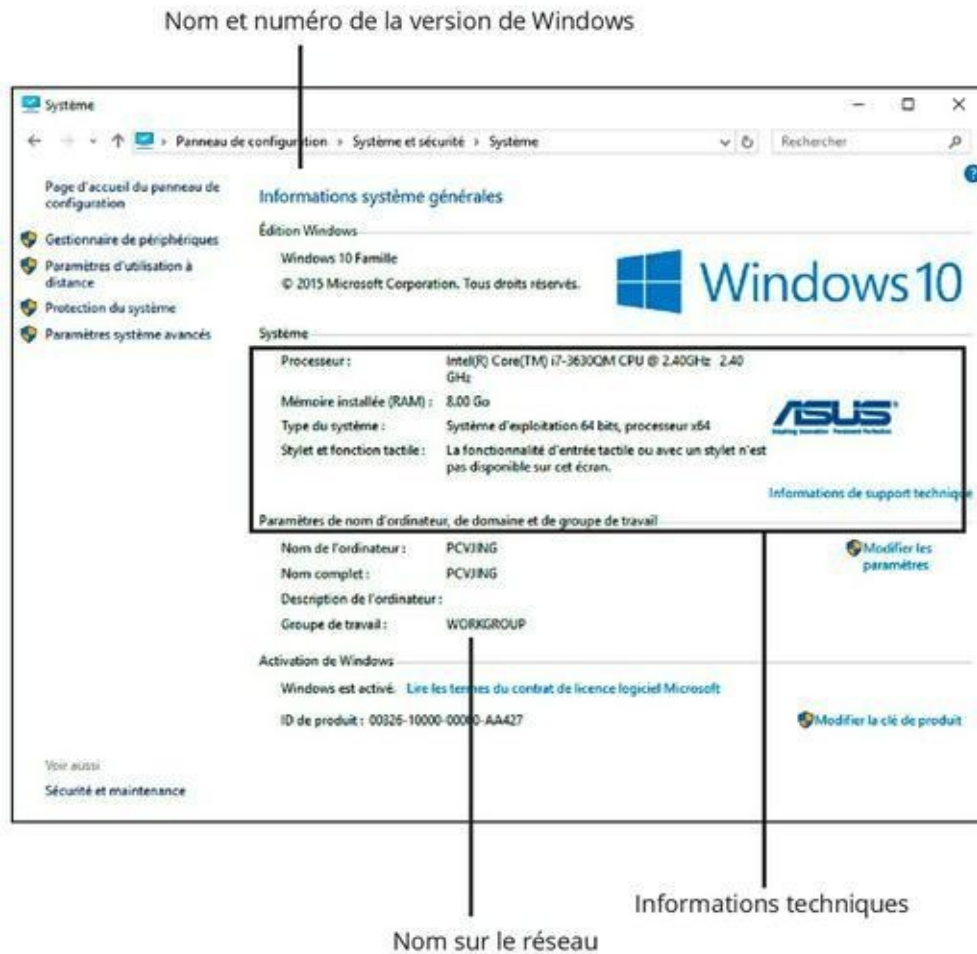 Nom et numéro de la version de Windows
Système
Panneau de configuration › Système et sécurité › Système
Rechercher
Page d'accueil du panneau de
configuration
Gestionnaire de périphériques
Paramètres d'utilisation à
distance
Protection du système
Paramètres système avancés
Voir aussi
Sécurité et maintenance
?
Informations système générales
Édition Windows
Windows 10 Famille
© 2015 Microsoft Corporation. Tous droits réservés.
Windows 10
Système
Processeur : Intel(R) Core(TM) i7-3630QM CPU @ 2.40GHz 2.40
GHz
Mémoire installée (RAM) : 8.00 Go
Type du système : Système d'exploitation 64 bits, processeur x64
Stylet et fonction tactile : La fonctionnalité d'entrée tactile ou avec un stylet n'est
pas disponible sur cet écran.
ASUS
Inspiring Innovation Persistent Perfection
Informations de support technique
Paramètres de nom d'ordinateur, de domaine et de groupe de travail
Nom de l'ordinateur : PCVJING
Nom complet : PCVJING
Description de l'ordinateur :
Groupe de travail : WORKGROUP
Modifier les
paramètres
Activation de Windows
Windows est activé. Lire les termes du contrat de licence logiciel Microsoft
ID de produit : 00326-10000-00000-AA427
Modifier la clé de produit
Informations techniques
Nom sur le réseau